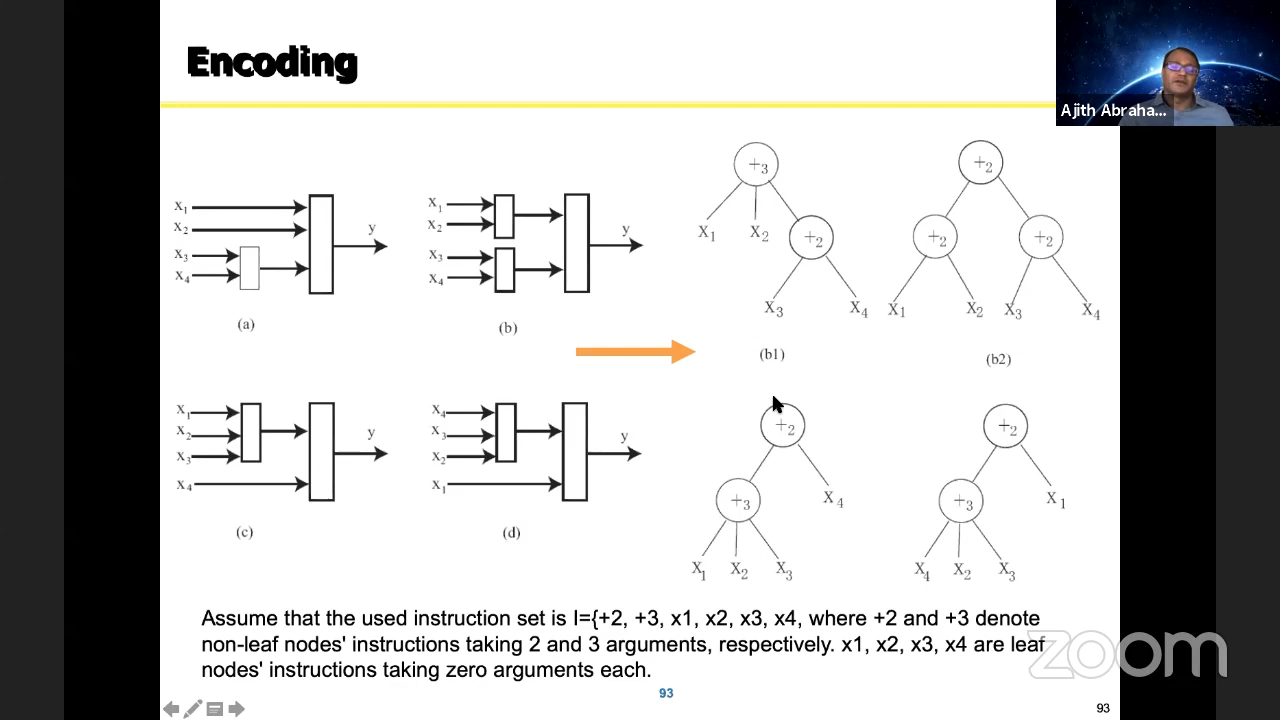 Encoding
Ajith Abraha...
x1
x2
x3
x4
y
(a)
x1
x2
x3
x4
y
(b)
+3
x1 x2 +2
x3 x4
(b1)
+2
+2 +2
x1 x2 x3 x4
(b2)
x1
x2
x3
x4
y
(c)
x4
x3
x2
x1
y
(d)
+2
+3 x4
x1 x2 x3
+2
+3 x1
x4 x2 x3
Assume that the used instruction set is I={+2, +3, x1, x2, x3, x4, where +2 and +3 denote
non-leaf nodes' instructions taking 2 and 3 arguments, respectively. x1, x2, x3, x4 are leaf
nodes' instructions taking zero arguments each.
zoom
93
93